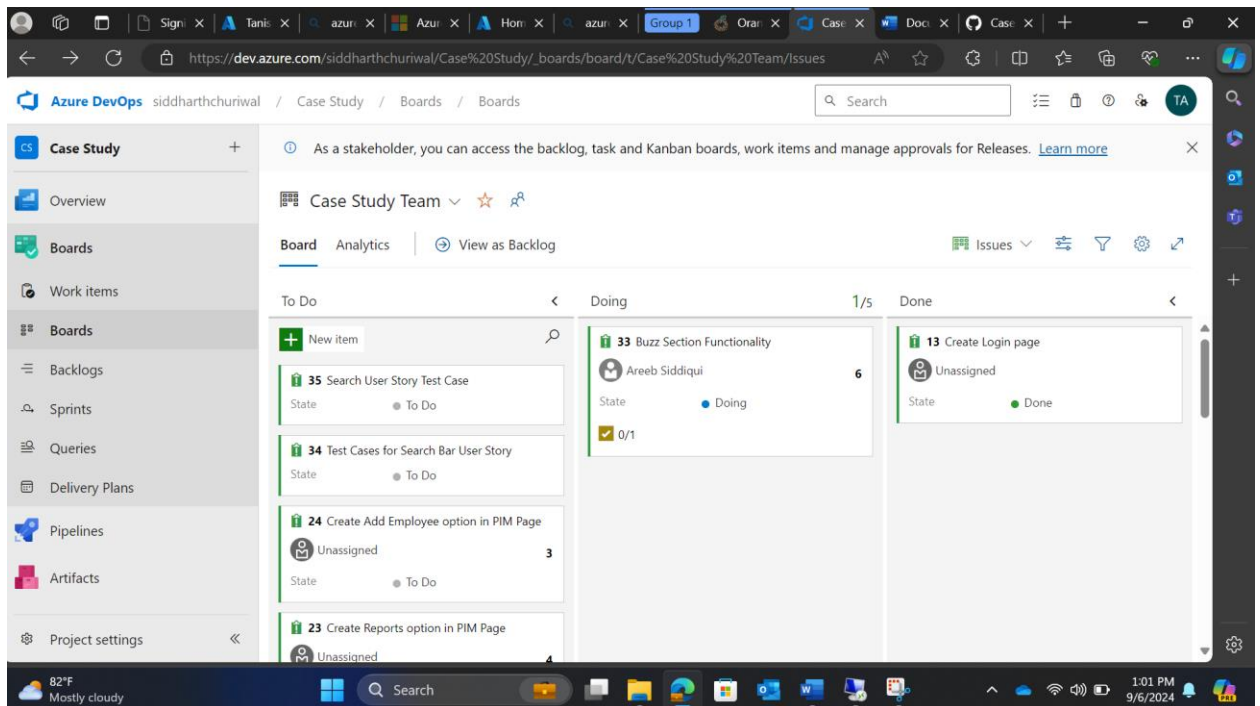 Signi
Tanis
azure
Azur
Hom
azure
Group 1
Oran
Case
Docu
Case
https://dev.azure.com/siddharthchuriwal/Case%20Study/_boards/board/t/Case%20Study%20Team/Issues
Azure DevOps siddharthchuriwal / Case Study / Boards / Boards
Search
TA
CS Case Study
As a stakeholder, you can access the backlog, task and Kanban boards, work items and manage approvals for Releases. Learn more
Overview
Boards
Work items
Boards
Backlogs
Sprints
Queries
Delivery Plans
Pipelines
Artifacts
Project settings
Case Study Team
Board Analytics View as Backlog
Issues
To Do
New item
35 Search User Story Test Case
State To Do
34 Test Cases for Search Bar User Story
State To Do
24 Create Add Employee option in PIM Page
Unassigned 3
State To Do
23 Create Reports option in PIM Page
Unassigned 4
Doing 1/5
33 Buzz Section Functionality
Areeb Siddiqui 6
State Doing
0/1
Done
13 Create Login page
Unassigned
State Done
82°F
Mostly cloudy
Search
1:01 PM
9/6/2024
PRE